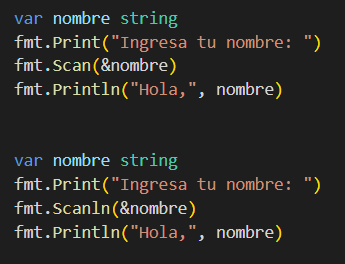 var nombre string
fmt.Print("Ingresa tu nombre: ")
fmt.Scan(&nombre)
fmt.Println("Hola,", nombre)
var nombre string
fmt.Print("Ingresa tu nombre: ")
fmt.Scanln(&nombre)
fmt.Println("Hola,", nombre)